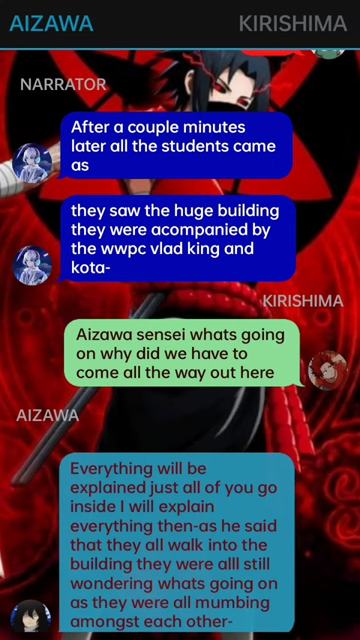 AIZAWA KIRISHIMA
NARRATOR
After a couple minutes
later all the students came
as
they saw the huge building
they were acompanied by
the wwpc vlad king and
kota-
KIRISHIMA
Aizawa sensei whats going
on why did we have to
come all the way out here
AIZAWA
Everything will be
explained just all of you go
inside I will explain
everything then-as he said
that they all walk into the
building they were alll still
wondering whats going on
as they were all mumbing
amongst each other-